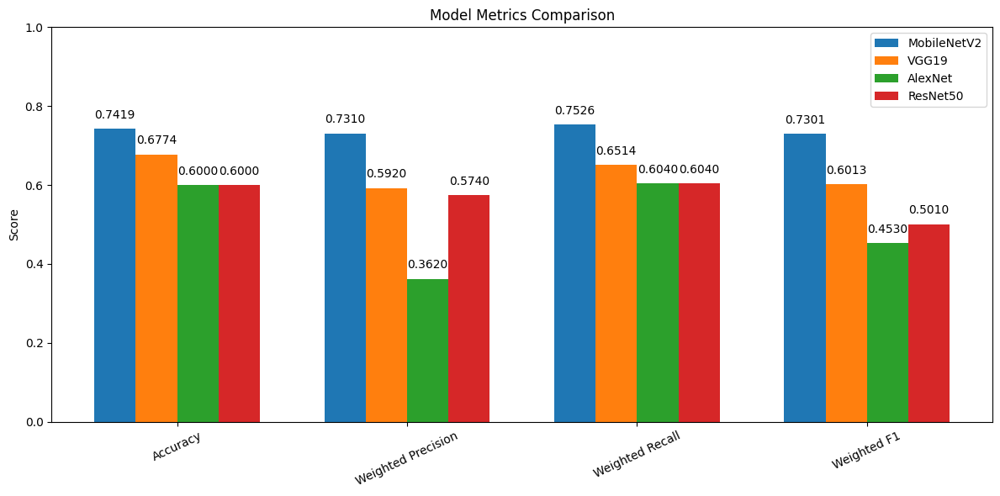 Model Metrics Comparison
MobileNetV2
VGG19
AlexNet
ResNet50
Score
1.0
0.8
0.6
0.4
0.2
0.0
0.7419
0.6774
0.6000
0.6000
0.7310
0.5920
0.3620
0.5740
0.7526
0.6514
0.6040
0.6040
0.7301
0.6013
0.4530
0.5010
Accuracy
Weighted Precision
Weighted Recall
Weighted F1